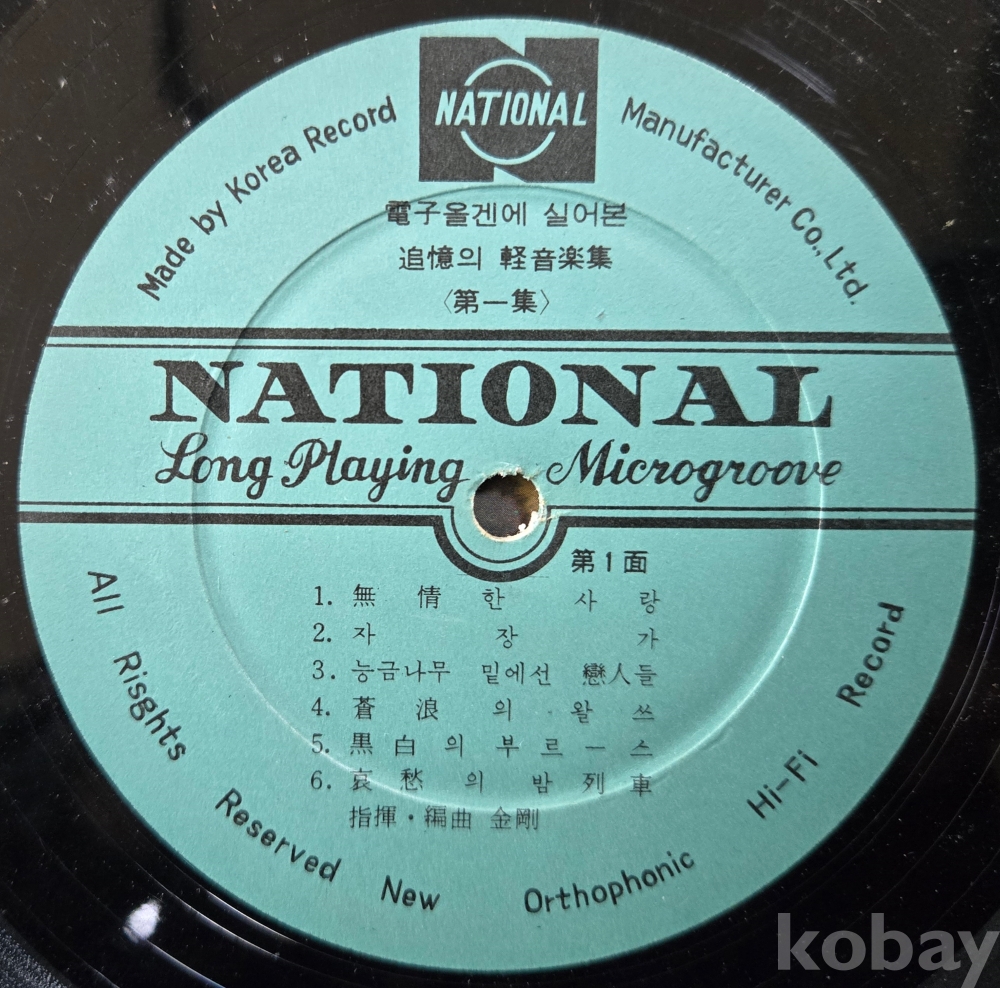 NATIONAL
Made by Korea Record Manufacturer Co., Ltd.
電子올겐에 실어본
追憶의 軽音楽集
〈第一集〉
NATIONAL
Long Playing Microgroove
第1面
1. 無情한 사랑
2. 자장가
3. 능금나무 밑에선 戀人들
4. 蒼浪의 왈쓰
5. 黒白의 부르ー스
6. 哀愁의 밤列車
指揮・編曲 金剛
All Risghts Reserved New Orthophonic Hi-Fi Record
kobay